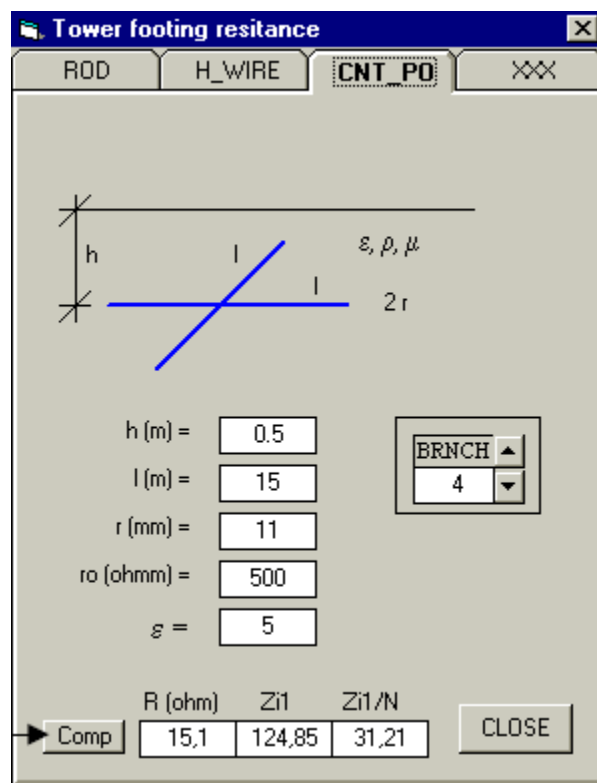 Tower footing resitance
ROD H_WIRE CNT_PO XXX
h l ε, ρ, μ
l 2 r
h (m) = 0.5
BRNCH
l (m) = 15 4
r (mm) = 11
ro (ohmm) = 500
ε = 5
R (ohm) Zi1 Zi1/N
Comp 15,1 124,85 31,21 CLOSE